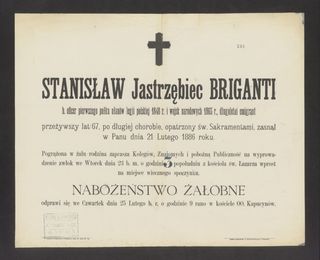 STANISŁAW Jastrzębiec BRIGANTI
b. oficer pierwszego pułku ułanów legii polskiej 1848 r. i wojsk narodowych 1863 r., długoletni emigrant
przeżywszy lat 67, po długiej chorobie, opatrzony św. Sakramentami, zasnął
w Panu dnia 21 Lutego 1886 roku.
Pogrążona w żalu rodzina zaprasza Kolegów, Znajomych i pobożną Publiczność na wyprowa-
dzenie zwłok we Wtorek dnia 23 b. m. o godzinie 3 popołudniu z kościoła św. Łazarza wprost
na miejsce wiecznego spoczynku.
NABOŻEŃSTWO ŻAŁOBNE
odprawi się we Czwartek dnia 25 Lutego b. r. o godzinie 9 rano w kościele OO. Kapucynów.